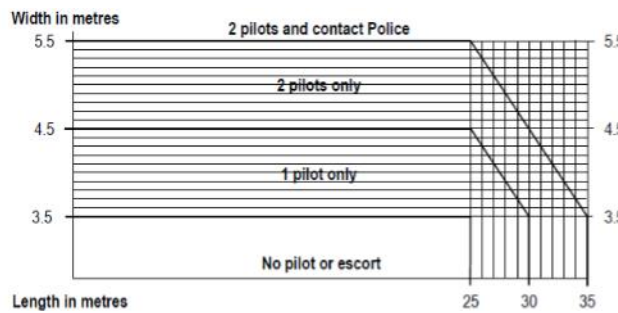 Width in metres
2 pilots and contact Police
5.5 5.5
2 pilots only
4.5 4.5
1 pilot only
3.5 3.5
No pilot or escort
Length in metres 25 30 35